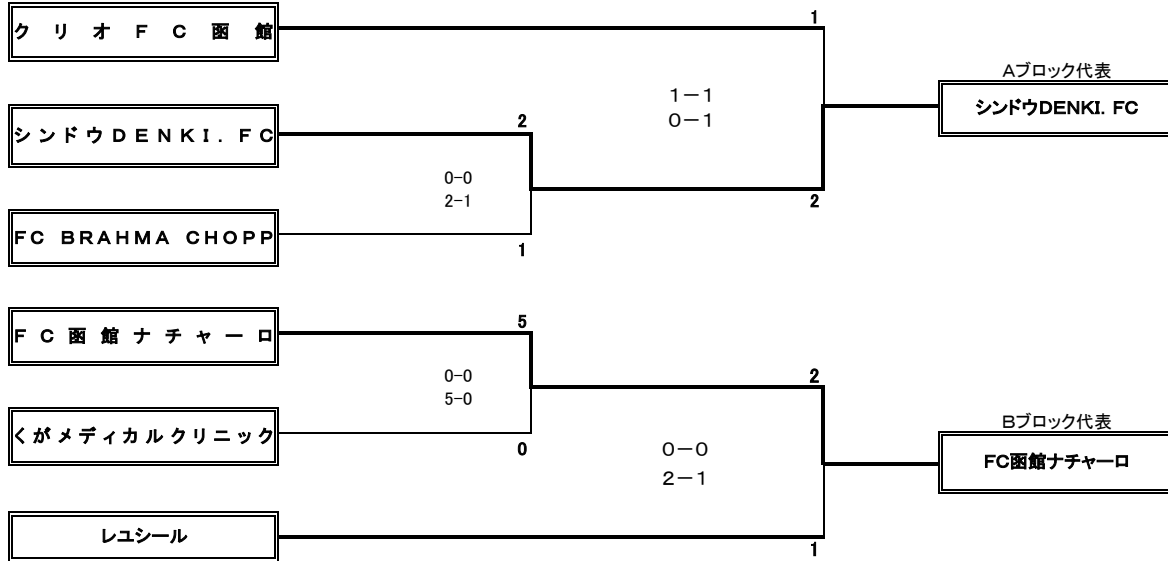 クリオFC函館
1
Aブロック代表
シンドウDENKI. FC
1－1
0－1
シンドウDENKI. FC
2
0-0
2-1
2
FC BRAHMA CHOPP
1
FC函館ナチャーロ
5
2
0-0
5-0
Bブロック代表
くがメディカルクリニック
0
0－0
2－1
FC函館ナチャーロ
レユシール
1